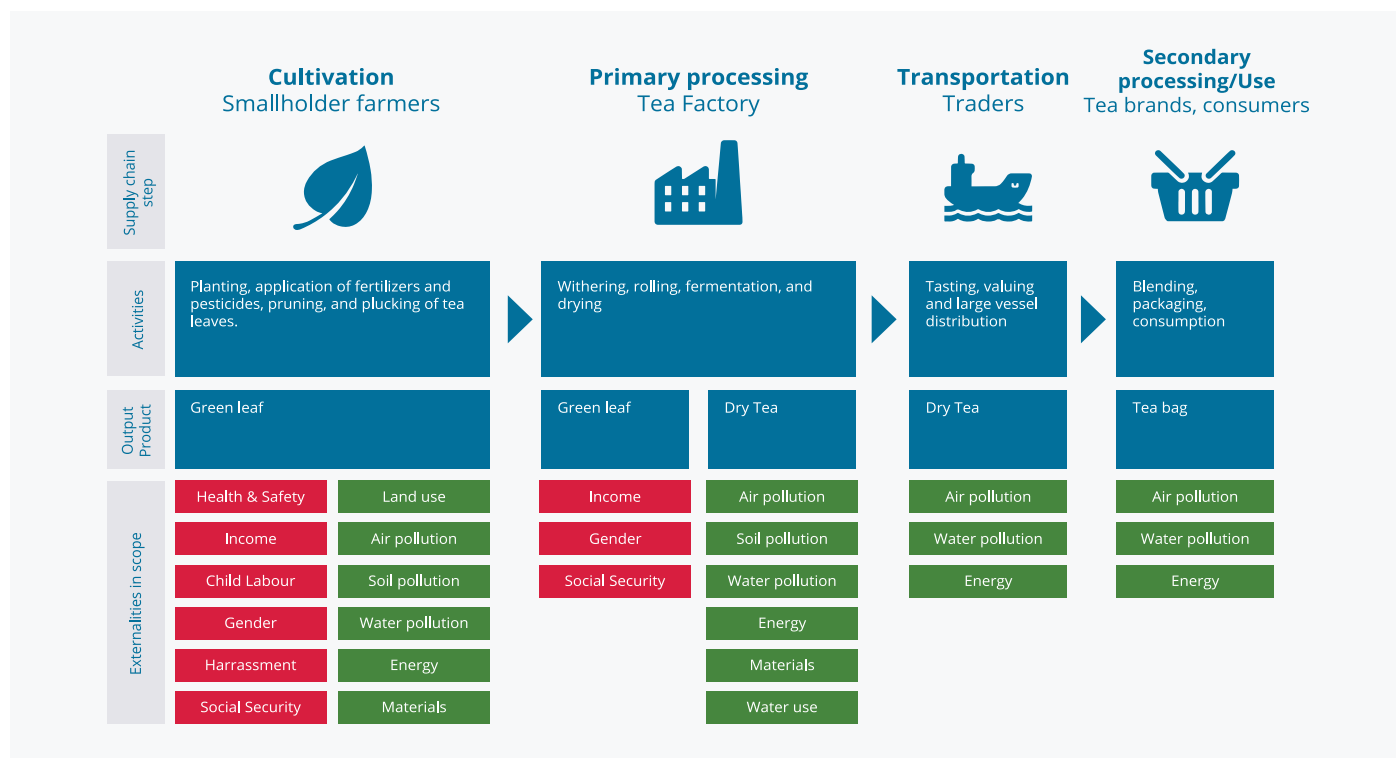 Cultivation
Smallholder farmers
Primary processing
Tea Factory
Transportation
Traders
Secondary
processing/Use
Tea brands, consumers
Supply chain
step
Activities
Planting, application of fertilizers and
pesticides, pruning, and plucking of tea
leaves.
Withering, rolling, fermentation, and
drying
Tasting, valuing
and large vessel
distribution
Blending,
packaging,
consumption
Output
Product
Green leaf
Green leaf
Dry Tea
Dry Tea
Tea bag
Externalities in scope
Health & Safety
Income
Child Labour
Gender
Harrassment
Social Security
Land use
Air pollution
Soil pollution
Water pollution
Energy
Materials
Income
Gender
Social Security
Air pollution
Soil pollution
Water pollution
Energy
Materials
Water use
Air pollution
Water pollution
Energy
Air pollution
Water pollution
Energy